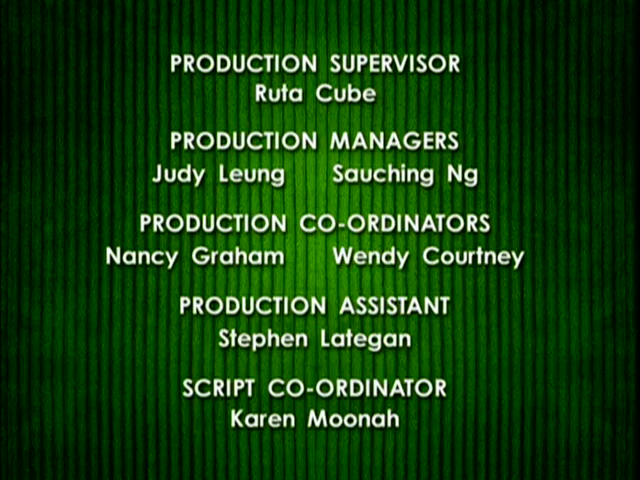 PRODUCTION SUPERVISOR
Ruta Cube
PRODUCTION MANAGERS
Judy Leung Sauching Ng
PRODUCTION CO-ORDINATORS
Nancy Graham Wendy Courtney
PRODUCTION ASSISTANT
Stephen Lategan
SCRIPT CO-ORDINATOR
Karen Moonah